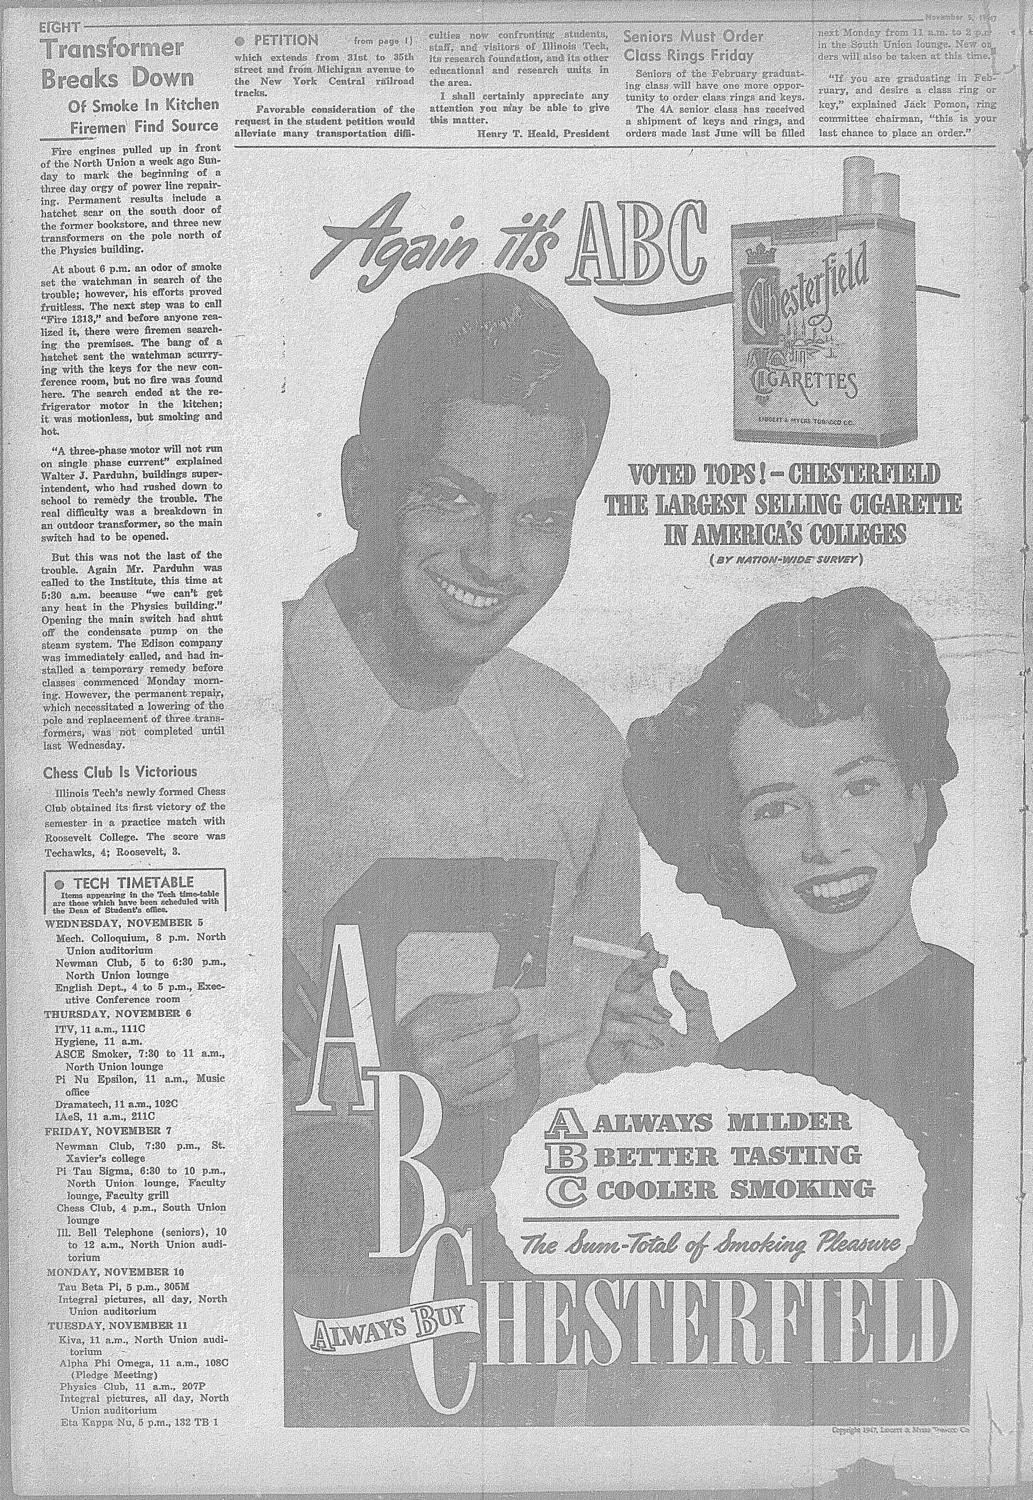 EIGHT
November 5, 1947
Transformer
Breaks Down
Of Smoke In Kitchen
Firemen Find Source
Fire engines pulled up in front
of the North Union a week ago Sun-
day to mark the beginning of a
three day orgy of power line repair-
ing. Permanent results include a
hatchet scar on the south door of
the former bookstore, and three new
transformers on the pole north of
the Physics building.
At about 6 p.m. an odor of smoke
set the watchman in search of the
trouble; however, his efforts proved
fruitless. The next step was to call
"Fire 1313," and before anyone rea-
lized it, there were firemen search-
ing the premises. The bang of a
hatchet sent the watchman scurry-
ing with the keys for the new con-
ference room, but no fire was found
here. The search ended at the re-
frigerator motor in the kitchen;
it was motionless, but smoking and
hot.
"A three-phase motor will not run
on single phase current" explained
Walter J. Parduhn, buildings super-
intendent, who had rushed down to
school to remedy the trouble. The
real difficulty was a breakdown in
an outdoor transformer, so the main
switch had to be opened.
But this was not the last of the
trouble. Again Mr. Parduhn was
called to the Institute, this time at
5:30 a.m. because "we can't get
any heat in the Physics building."
Opening the main switch had shut
off the condensate pump on the
steam system. The Edison company
was immediately called, and had in-
stalled a temporary remedy before
classes commenced Monday morn-
ing. However, the permanent repair,
which necessitated a lowering of the
pole and replacement of three trans-
formers, was not completed until
last Wednesday.
Chess Club Is Victorious
Illinois Tech's newly formed Chess
Club obtained its first victory of the
semester in a practice match with
Roosevelt College. The score was
Techawks, 4; Roosevelt, 3.
● TECH TIMETABLE
Items appearing in the Tech time-table
are those which have been scheduled with
the Dean of Student's office.
WEDNESDAY, NOVEMBER 5
Mech. Colloquium, 8 p.m. North
Union auditorium
Newman Club, 5 to 6:30 p.m.,
North Union lounge
English Dept., 4 to 5 p.m., Exec-
utive Conference room
THURSDAY, NOVEMBER 6
ITV, 11 a.m., 111C
Hygiene, 11 a.m.
ASCE Smoker, 7:30 to 11 a.m.,
North Union lounge
Pi Nu Epsilon, 11 a.m., Music
office
Dramatech, 11 a.m., 102C
IAeS, 11 a.m., 211C
FRIDAY, NOVEMBER 7
Newman Club, 7:30 p.m., St.
Xavier's college
Pi Tau Sigma, 6:30 to 10 p.m.,
North Union lounge, Faculty
lounge, Faculty grill
Chess Club, 4 p.m., South Union
lounge
Ill. Bell Telephone (seniors), 10
to 12 a.m., North Union audi-
torium
MONDAY, NOVEMBER 10
Tau Beta Pi, 5 p.m., 305M
Integral pictures, all day, North
Union auditorium
TUESDAY, NOVEMBER 11
Kiva, 11 a.m., North Union audi-
torium
Alpha Phi Omega, 11 a.m., 108C
(Pledge Meeting)
Physics Club, 11 a.m., 207P
Integral pictures, all day, North
Union auditorium
Eta Kappa Nu, 5 p.m., 132 TB 1
● PETITION from page 1)
which extends from 31st to 35th
street and from Michigan avenue to
the New York Central railroad
tracks.
Favorable consideration of the
request in the student petition would
alleviate many transportation diffi-
culties now confronting students,
staff, and visitors of Illinois Tech,
its research foundation, and its other
educational and research units in
the area.
I shall certainly appreciate any
attention you may be able to give
this matter.
Henry T. Heald, President
Seniors Must Order
Class Rings Friday
Seniors of the February graduat-
ing class will have one more oppor-
tunity to order class rings and keys.
The 4A senior class has received
a shipment of keys and rings, and
orders made last June will be filled
next Monday from 11 a.m. to 2 p.m
in the South Union lounge. New or-
ders will also be taken at this time.
"If you are graduating in Feb-
ruary, and desire a class ring or
key," explained Jack Pomon, ring
committee chairman, "this is your
last chance to place an order."
Again it's ABC
Chesterfield
CIGARETTES
LIGGETT & MYERS TOBACCO CO.
VOTED TOPS! – CHESTERFIELD
THE LARGEST SELLING CIGARETTE
IN AMERICA'S COLLEGES
(BY NATION-WIDE SURVEY)
A ALWAYS MILDER
B BETTER TASTING
C COOLER SMOKING
The Sum-Total of Smoking Pleasure
ABCHESTERFIELD
ALWAYS BUY
Copyright 1947, Liggett & Myers Tobacco Co.